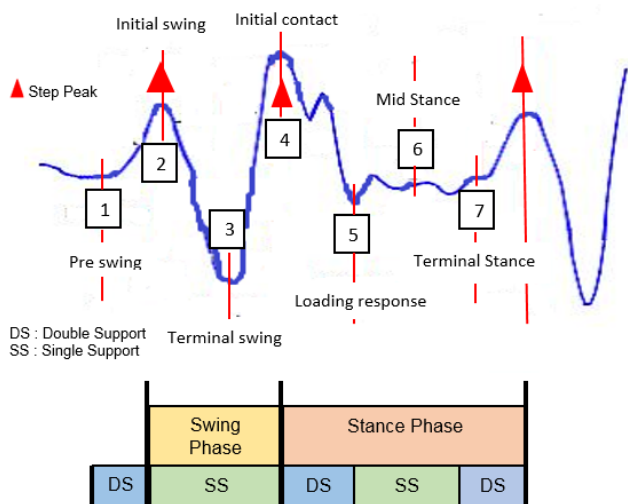 Initial swing
Initial contact
Step Peak
Mid Stance
2
4
6
1
3
5
7
Pre swing
Terminal Stance
Loading response
Terminal swing
DS : Double Support
SS : Single Support
Swing
Phase
Stance Phase
DS
SS
DS
SS
DS